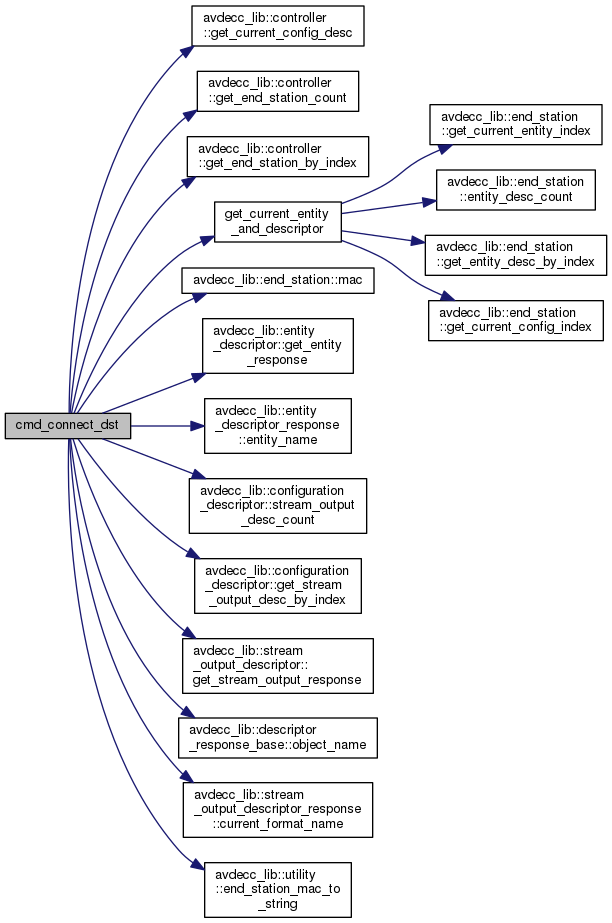 cmd_connect_dst
avdecc_lib::controller
::get_current_config_desc
avdecc_lib::controller
::get_end_station_count
avdecc_lib::controller
::get_end_station_by_index
get_current_entity
_and_descriptor
avdecc_lib::end_station
::get_current_entity_index
avdecc_lib::end_station
::entity_desc_count
avdecc_lib::end_station
::get_entity_desc_by_index
avdecc_lib::end_station
::get_current_config_index
avdecc_lib::end_station::mac
avdecc_lib::entity
_descriptor::get_entity
_response
avdecc_lib::entity
_descriptor_response
::entity_name
avdecc_lib::configuration
_descriptor::stream_output
_desc_count
avdecc_lib::configuration
_descriptor::get_stream
_output_desc_by_index
avdecc_lib::stream
_output_descriptor::
get_stream_output_response
avdecc_lib::descriptor
_response_base::object_name
avdecc_lib::stream
_output_descriptor_response
::current_format_name
avdecc_lib::utility
::end_station_mac_to
_string